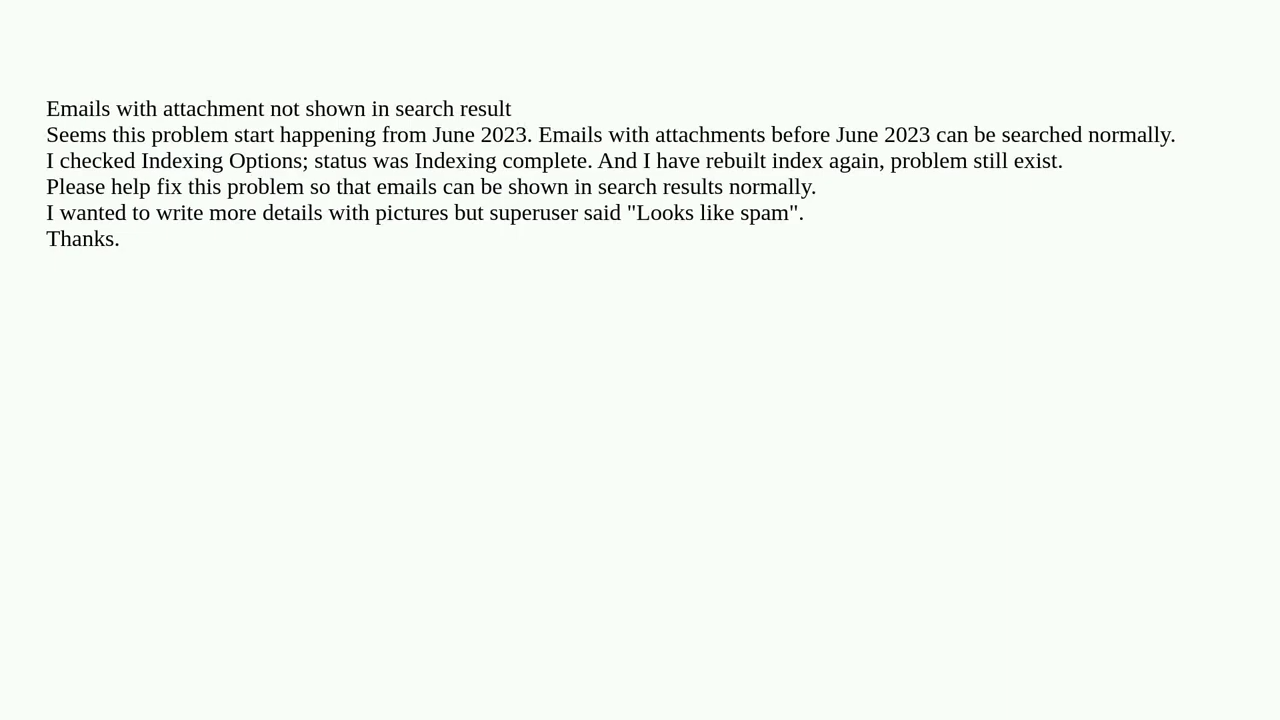 Emails with attachment not shown in search result
Seems this problem start happening from June 2023. Emails with attachments before June 2023 can be searched normally.
I checked Indexing Options; status was Indexing complete. And I have rebuilt index again, problem still exist.
Please help fix this problem so that emails can be shown in search results normally.
I wanted to write more details with pictures but superuser said "Looks like spam".
Thanks.